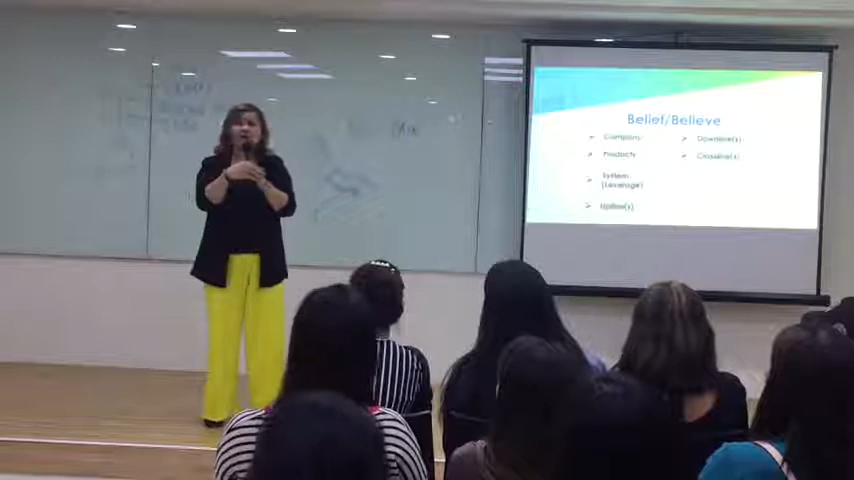 Belief/Believe
Company
Products
System
(Leverage)
Upline(s)
Downline(s)
Crossline(s)